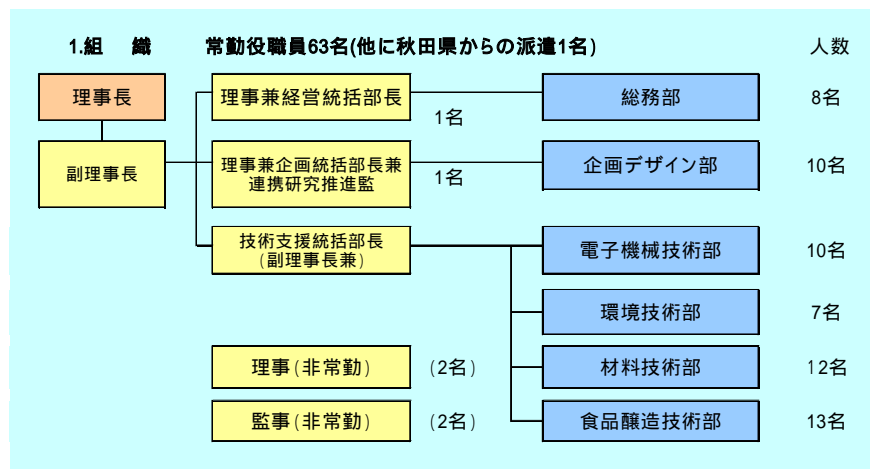 1.組　織　常勤役職員63名(他に秋田県からの派遣1名)　人数
理事長　理事兼経営統括部長　1名　総務部　8名
副理事長　理事兼企画統括部長兼
連携研究推進監　1名　企画デザイン部　10名
技術支援統括部長
(副理事長兼)　電子機械技術部　10名
環境技術部　7名
理事(非常勤)　(2名)　材料技術部　12名
監事(非常勤)　(2名)　食品醸造技術部　13名